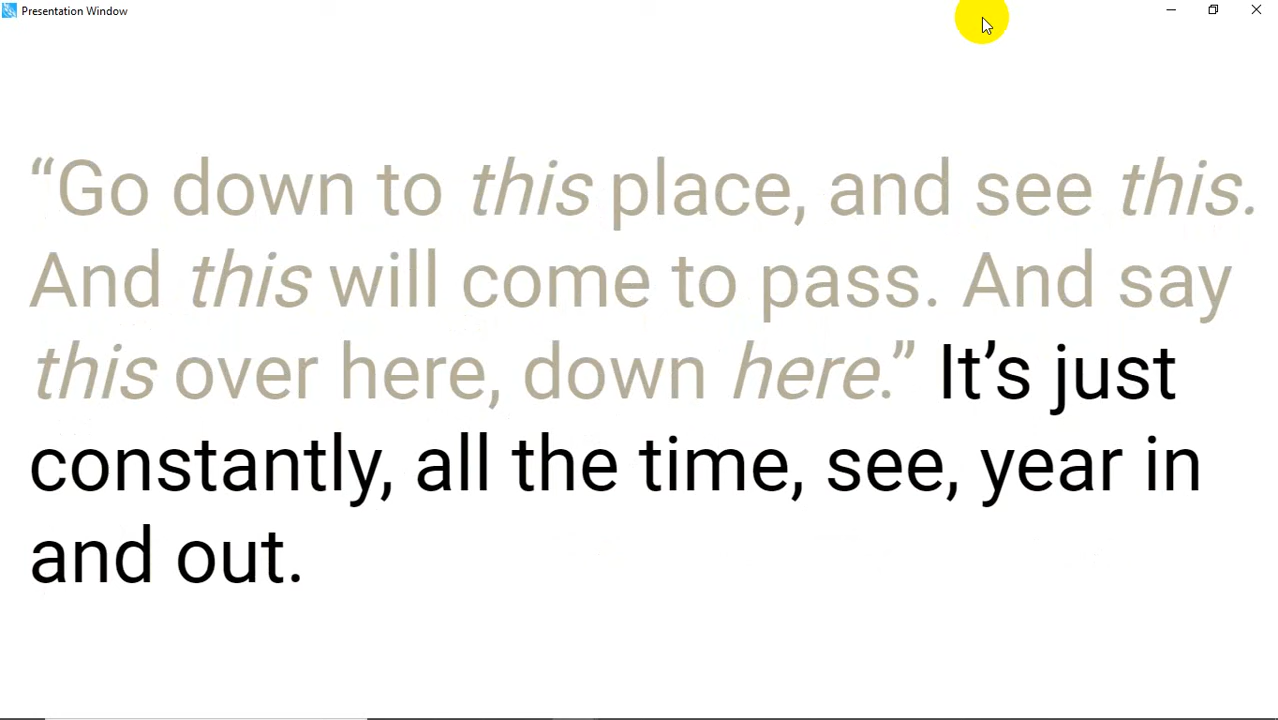 Presentation Window
“Go down to this place, and see this.
And this will come to pass. And say
this over here, down here.” It’s just
constantly, all the time, see, year in
and out.